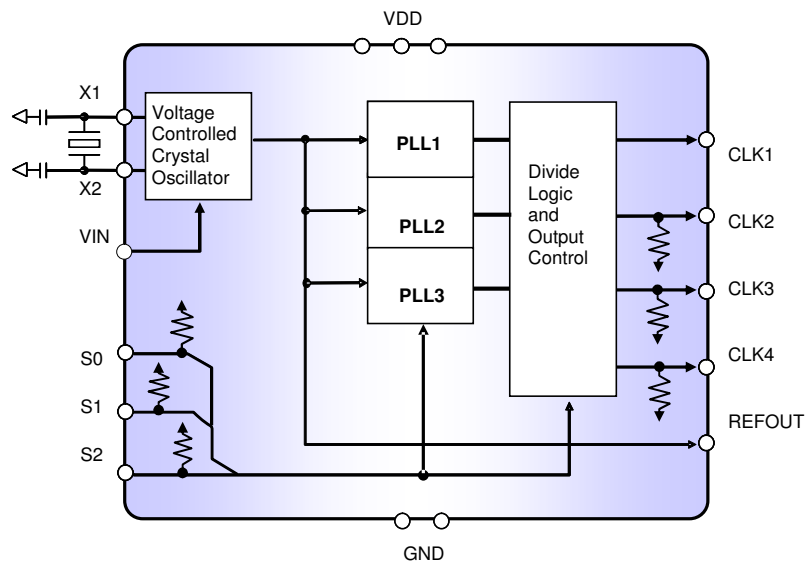 VDD
X1
Voltage
Controlled
Crystal
Oscillator
X2
VIN
PLL1
PLL2
PLL3
Divide
Logic
and
Output
Control
CLK1
CLK2
CLK3
CLK4
REFOUT
S0
S1
S2
GND